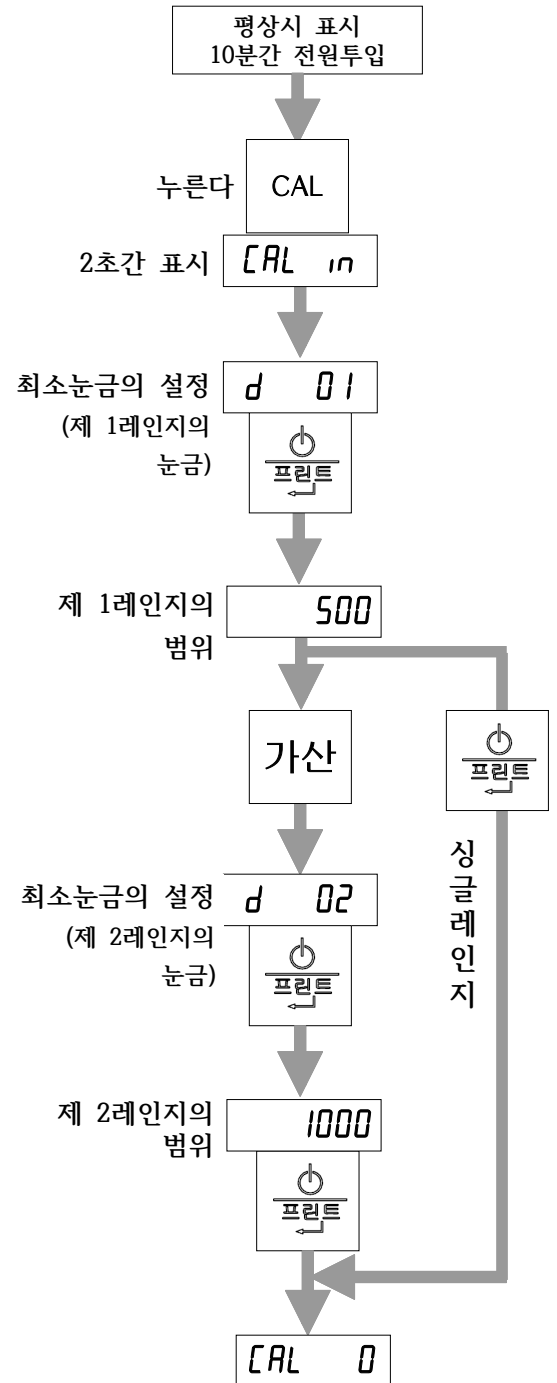 평상시 표시
10분간 전원투입
누른다
CAL
2초간 표시
CAL in
최소눈금의 설정
d 01
(제 1레인지의
눈금)
프린트
제 1레인지의
범위
500
가산
프린트
싱글레인지
최소눈금의 설정
d 02
(제 2레인지의
눈금)
프린트
제 2레인지의
범위
1000
프린트
CAL 0